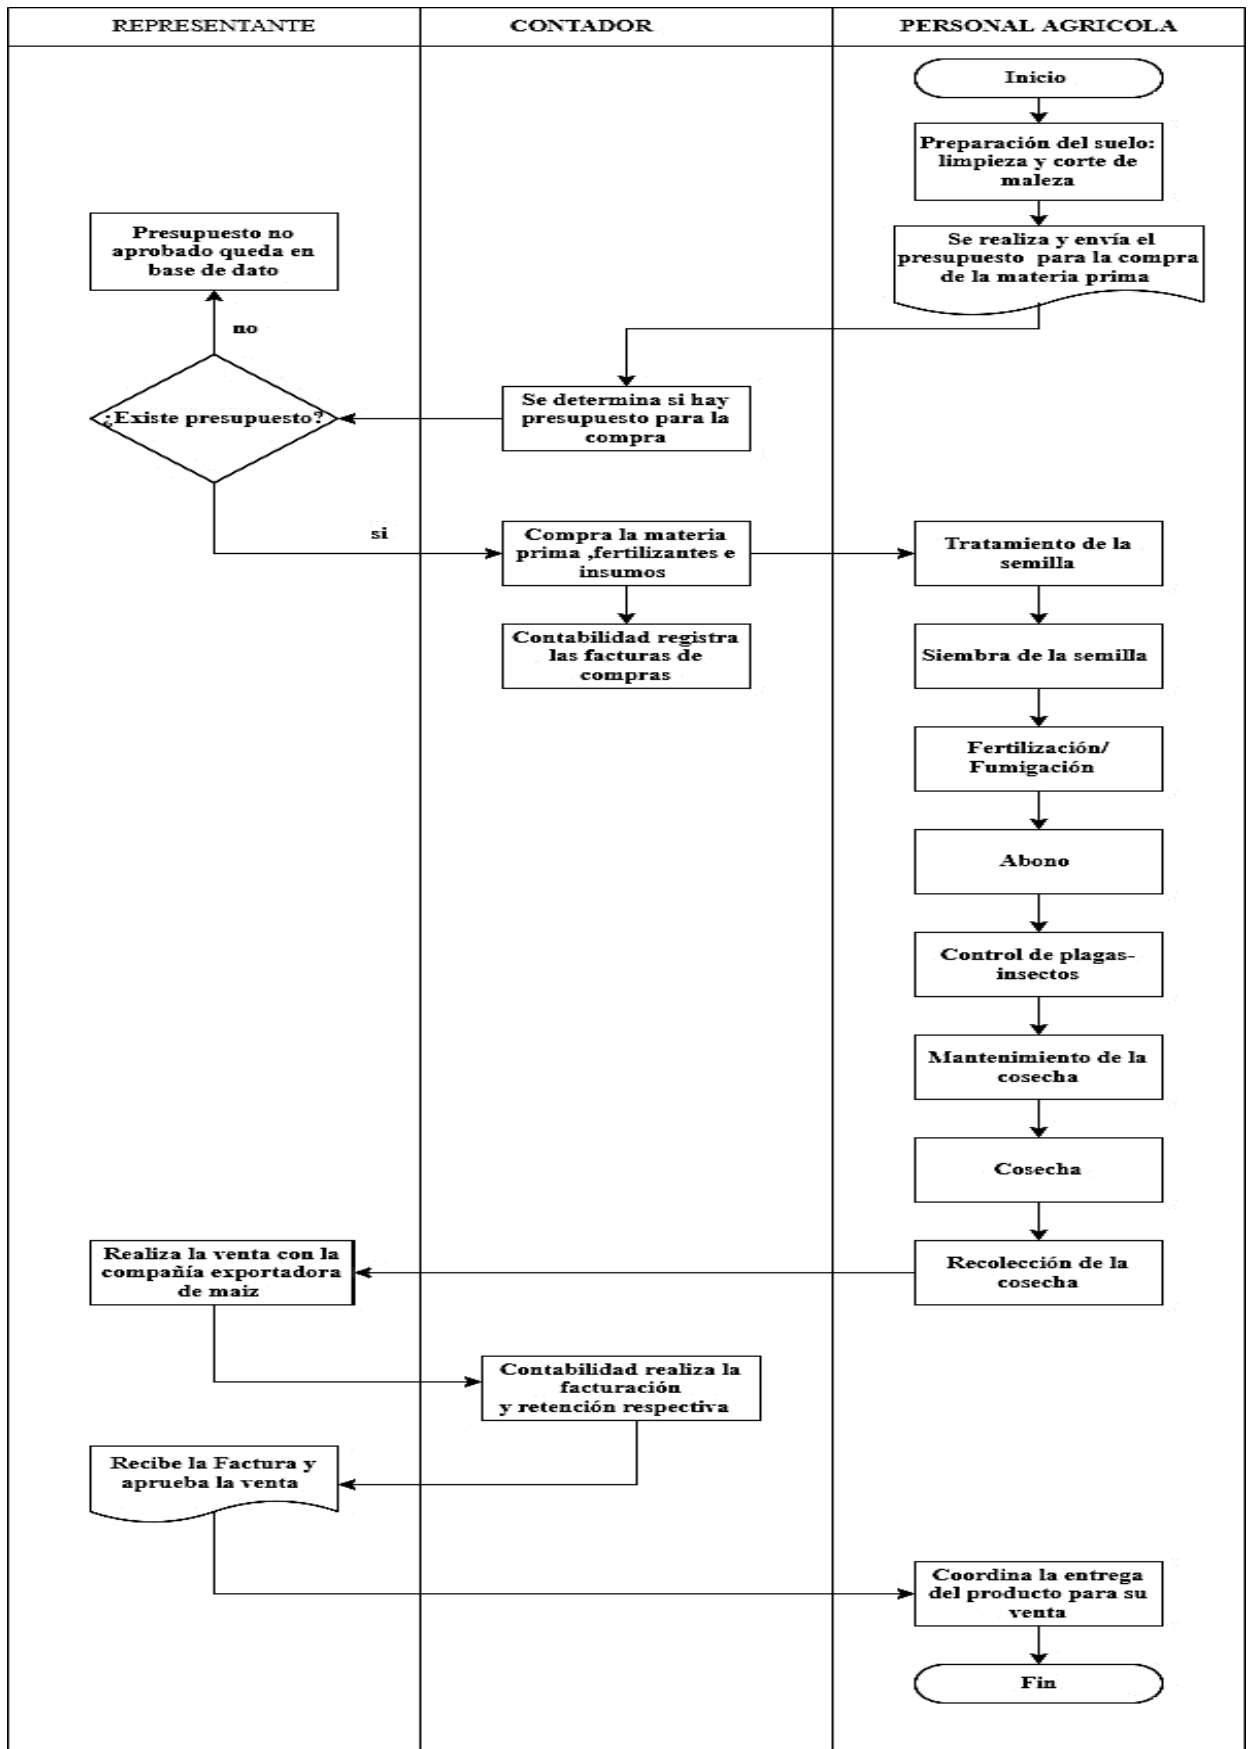 REPRESENTANTE
CONTADOR
PERSONAL AGRICOLA
Inicio
Preparación del suelo:
limpieza y corte de
maleza
Se realiza y envía el
presupuesto para la compra
de la materia prima
Presupuesto no
aprobado queda en
base de dato
no
Se determina si hay
presupuesto para la
compra
¿Existe presupuesto?
si
Compra la materia
prima ,fertilizantes e
insumos
Tratamiento de la
semilla
Contabilidad registra
las facturas de
compras
Siembra de la semilla
Fertilización/
Fumigación
Abono
Control de plagas-
insectos
Mantenimiento de la
cosecha
Cosecha
Recolección de la
cosecha
Realiza la venta con la
compañía exportadora
de maiz
Contabilidad realiza la
facturación
y retención respectiva
Recibe la Factura y
aprueba la venta
Coordina la entrega
del producto para su
venta
Fin